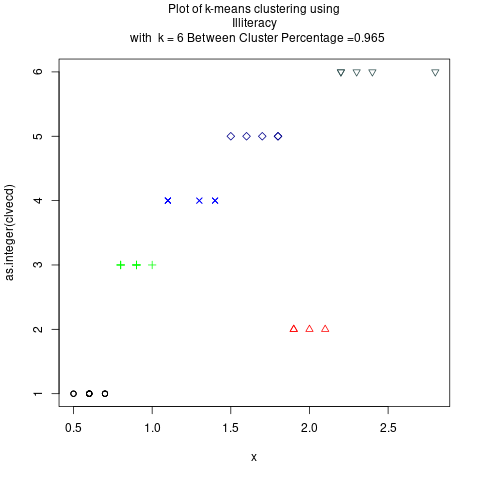 Plot of k-means clustering using
Illiteracy
with  k = 6 Between Cluster Percentage =0.965
as.integer(clvecd)
6
5
4
3
2
1
0.5 1.0 1.5 2.0 2.5
x